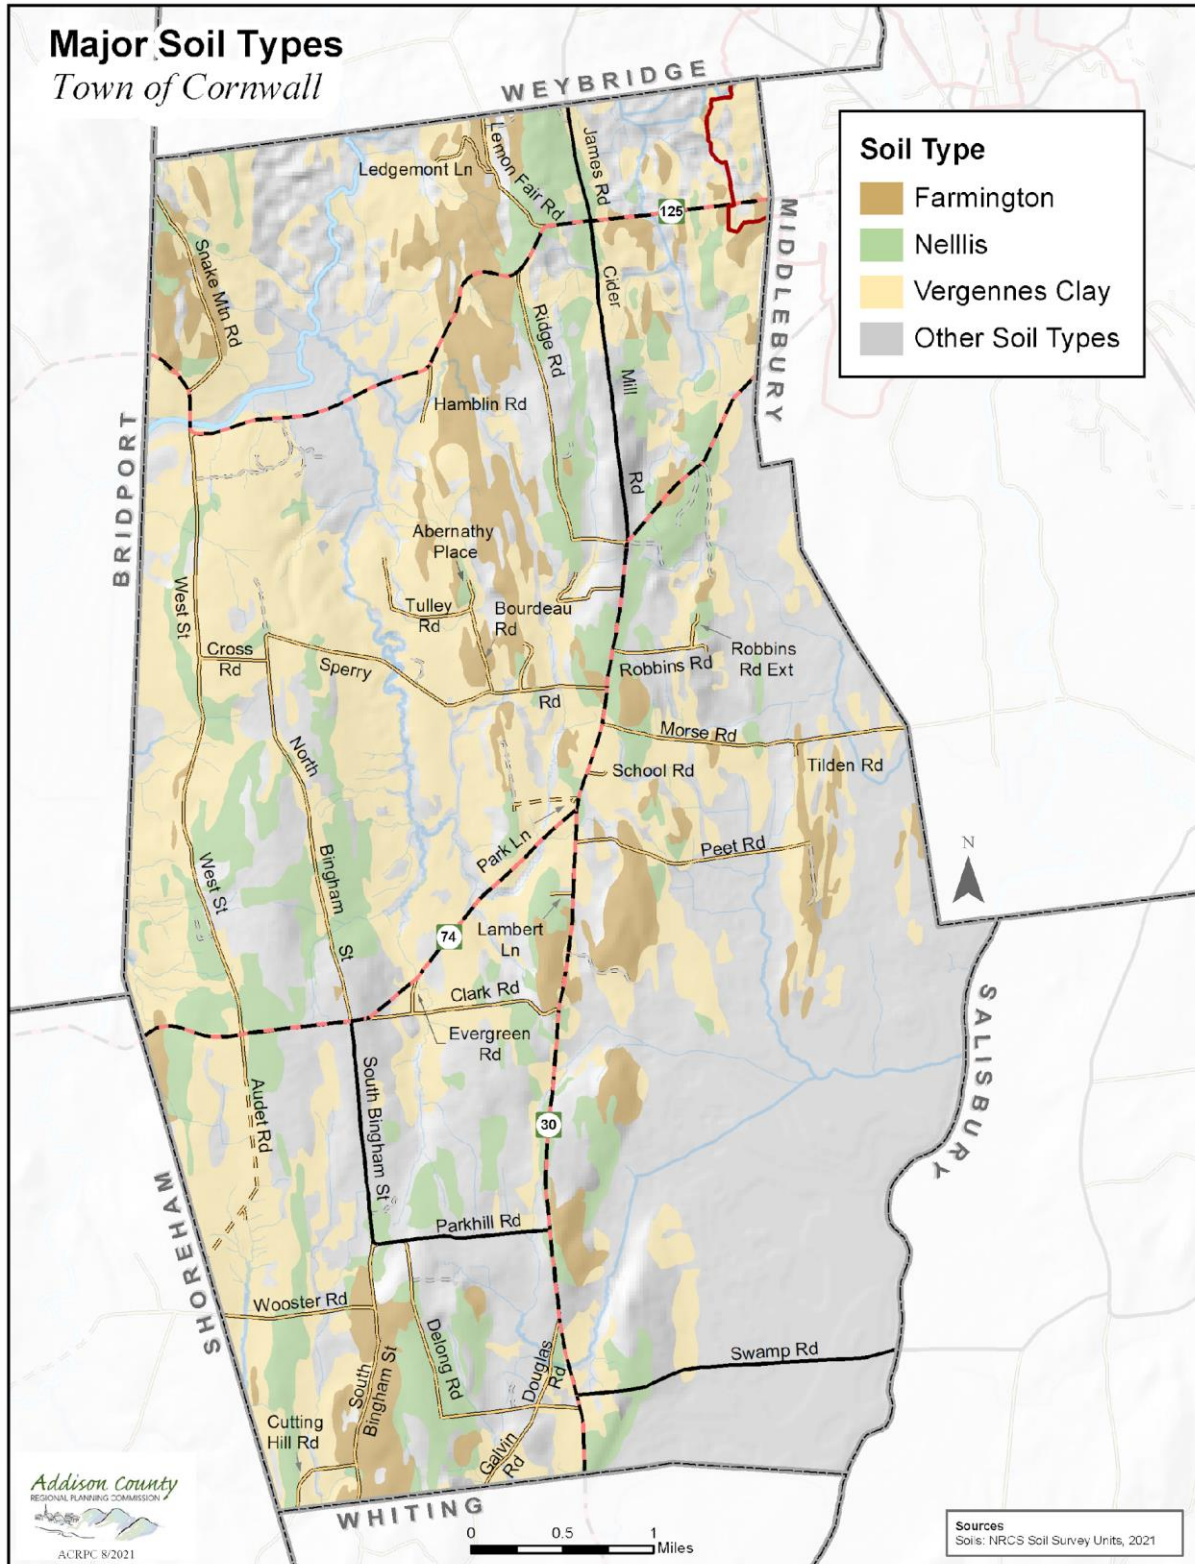 Major Soil Types
Town of Cornwall
WEYBRIDGE
Soil Type
Farmington
Nelllis
Vergennes Clay
Other Soil Types
Ledgemont Ln
Lemon Fair Rd
James Rd
125
MIDDLEBURY
Snake Mtn Rd
Cider
Mill
Rd
Ridge Rd
Hamblin Rd
BRIDPORT
Abernathy
Place
West St
Tulley
Rd
Bourdeau
Rd
Cross
Rd
Sperry
Rd
Robbins Rd
Robbins
Rd Ext
Morse Rd
Tilden Rd
North
Bingham
St
School Rd
Park Ln
Peet Rd
N
West St
74
Lambert
Ln
Clark Rd
Evergreen
Rd
SALISBURY
Audet Rd
South Bingham St
30
SHOREHAM
Parkhill Rd
Wooster Rd
Delong Rd
Douglas
Rd
Swamp Rd
South
Bingham St
Cutting
Hill Rd
Galvin
Rd
WHITING
Addison County
REGIONAL PLANNING COMMISSION
ACRPC 8/2021
0 0.5 1
Miles
Sources
Soils: NRCS Soil Survey Units, 2021